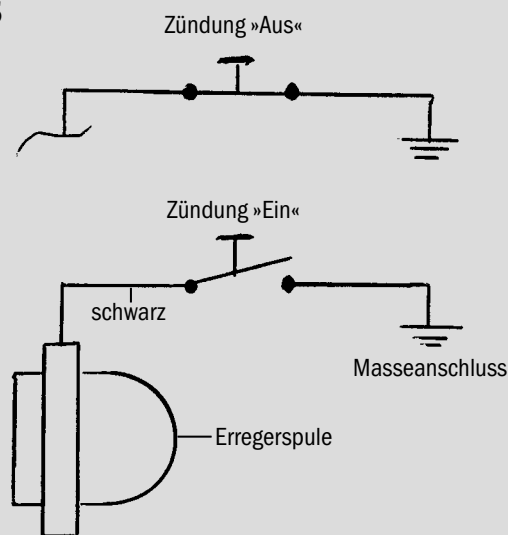 Zündung »Aus«
Zündung »Ein«
schwarz
Masseanschluss
Erregerspule